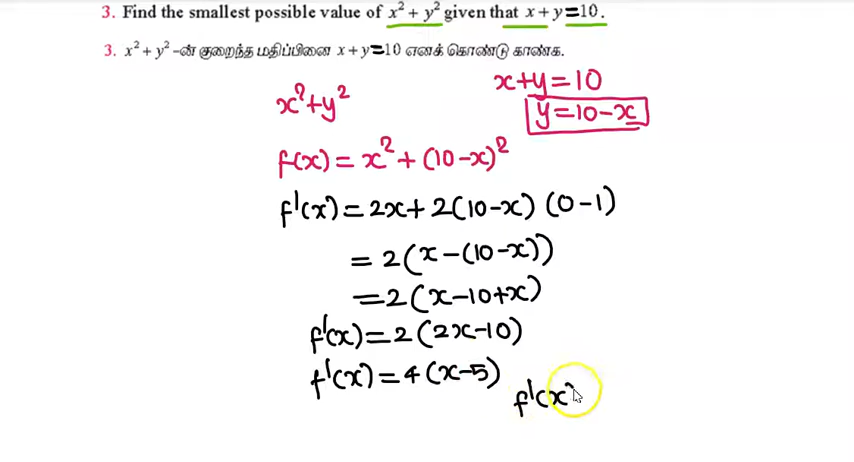 3. Find the smallest possible value of x² + y² given that x + y = 10.
3. x² + y² -ன் குறைந்த மதிப்பினை x + y = 10 எனக் கொண்டு காண்க.
x² + y²
x + y = 10
y = 10 - x
f(x) = x² + (10 - x)²
f'(x) = 2x + 2(10 - x) (0 - 1)
= 2(x - (10 - x))
= 2(x - 10 + x)
f'(x) = 2(2x - 10)
f'(x) = 4(x - 5)
f'(x)